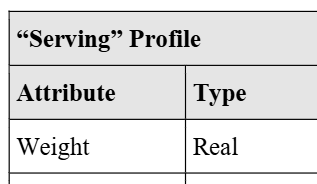 “Serving” Profile
Attribute Type
Weight Real